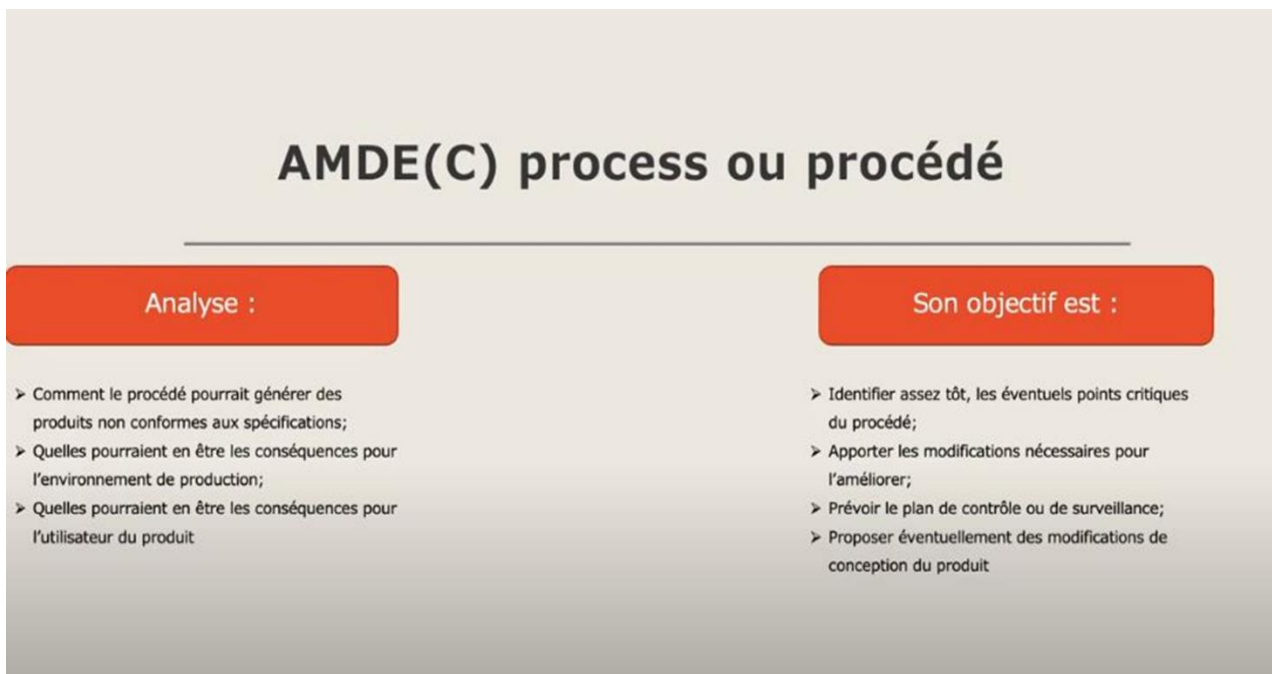 AMDE(C) process ou procédé
Analyse :
➢ Comment le procédé pourrait générer des
produits non conformes aux spécifications;
➢ Quelles pourraient en être les conséquences pour
l'environnement de production;
➢ Quelles pourraient en être les conséquences pour
l'utilisateur du produit
Son objectif est :
➢ Identifier assez tôt, les éventuels points critiques
du procédé;
➢ Apporter les modifications nécessaires pour
l'améliorer;
➢ Prévoir le plan de contrôle ou de surveillance;
➢ Proposer éventuellement des modifications de
conception du produit